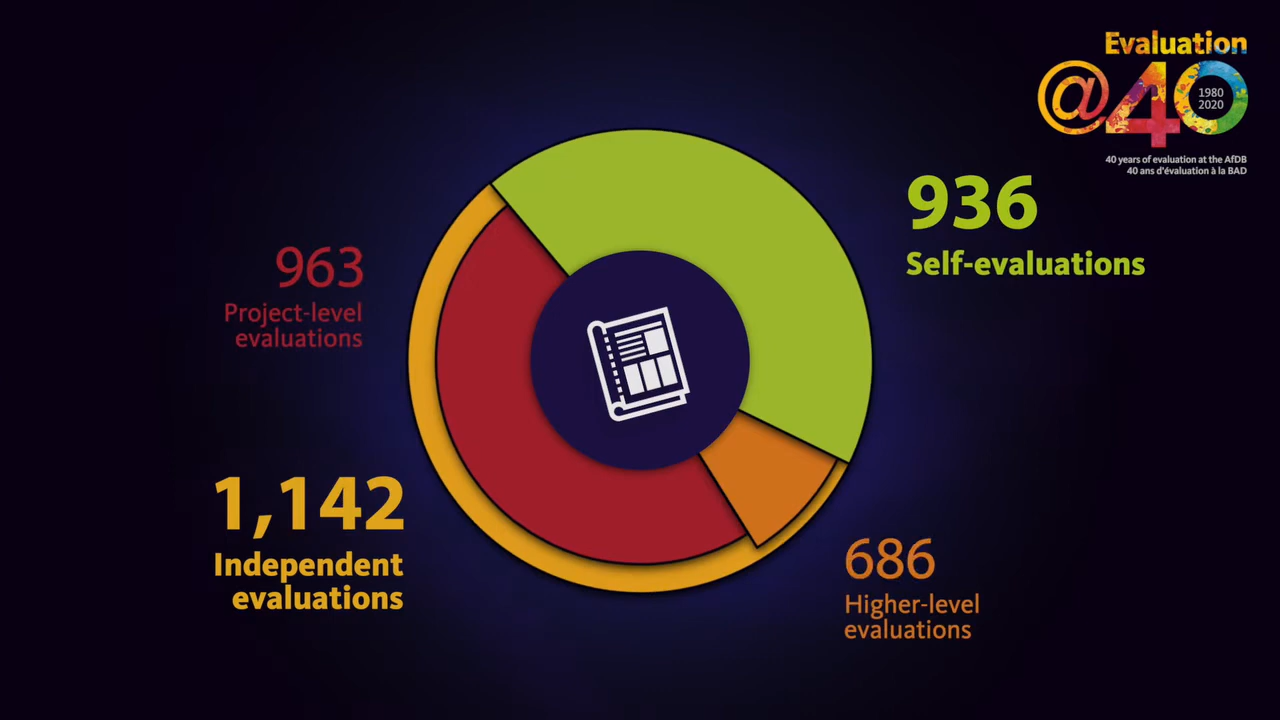 Evaluation
@40
1980
2020
40 years of evaluation at the AfDB
40 ans d'évaluation à la BAD
936
Self-evaluations
963
Project-level
evaluations
1,142
Independent
evaluations
686
Higher-level
evaluations